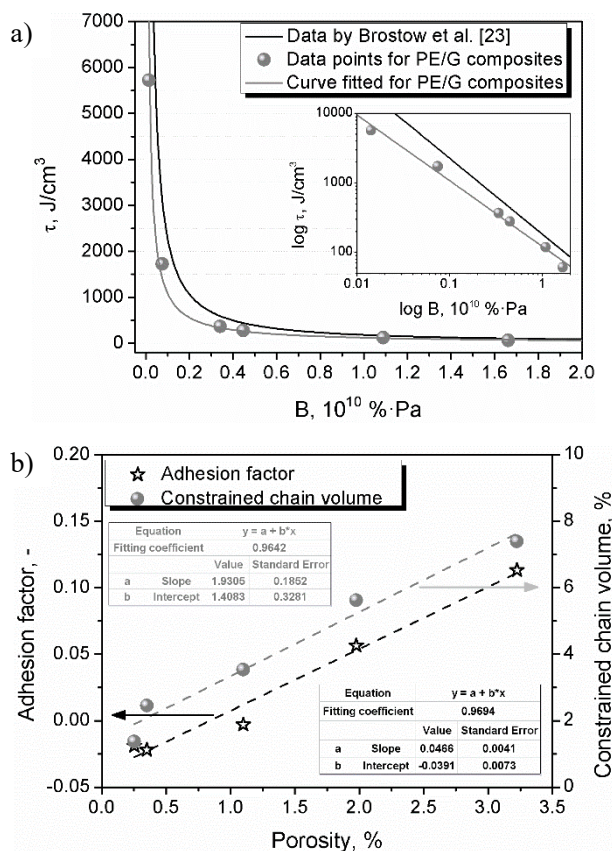 a)
Data by Brostow et al. [23]
Data points for PE/G composites
Curve fitted for PE/G composites
7000
6000
5000
4000
3000
2000
1000
0
τ, J/cm³
10000
1000
100
log τ, J/cm³
0.01
0.1
1
log B, 10¹⁰ %·Pa
0.0
0.2
0.4
0.6
0.8
1.0
1.2
1.4
1.6
1.8
2.0
B, 10¹⁰ %·Pa
b)
Adhesion factor
Constrained chain volume
0.20
0.15
0.10
0.05
0.00
-0.05
Adhesion factor, -
Equation y = a + b*x
Fitting coefficient 0.9642
Value Standard Error
a Slope 1.9305 0.1852
b Intercept 1.4083 0.3281
Equation y = a + b*x
Fitting coefficient 0.9694
Value Standard Error
a Slope 0.0466 0.0041
b Intercept -0.0391 0.0073
10
8
6
4
2
0
Constrained chain volume, %
0.0
0.5
1.0
1.5
2.0
2.5
3.0
3.5
Porosity, %